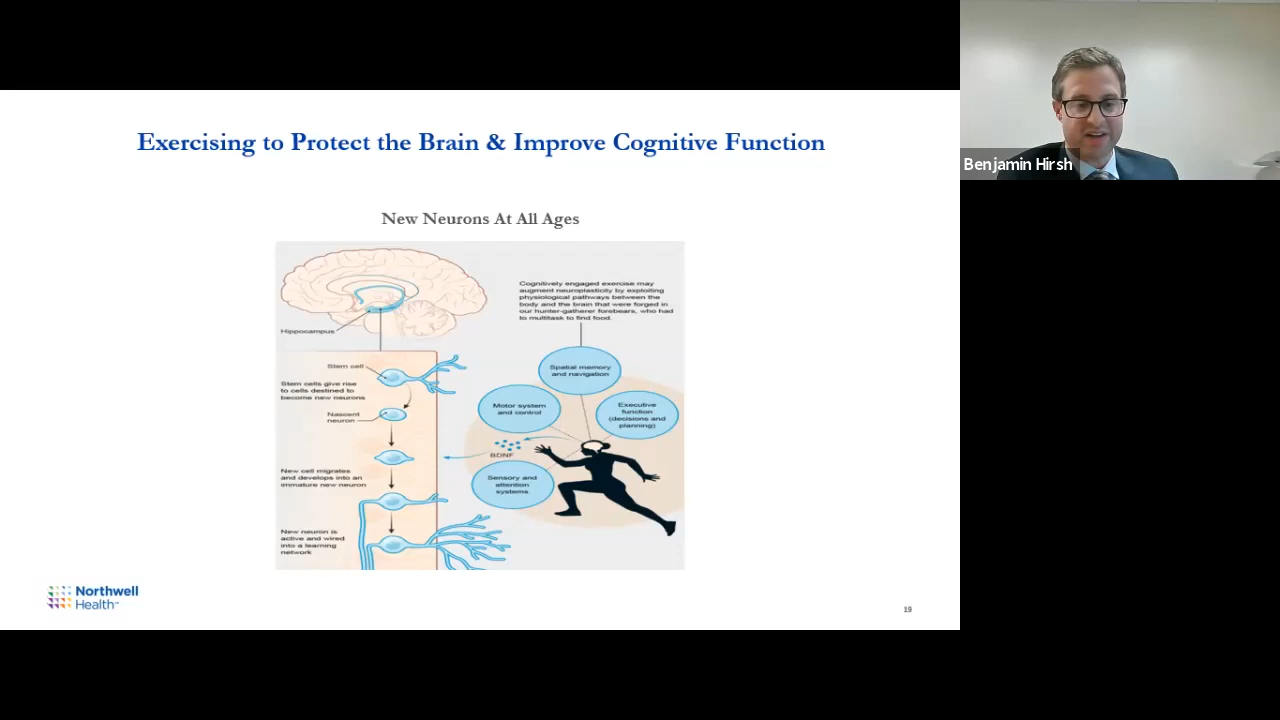 Benjamin Hirsh
Exercising to Protect the Brain & Improve Cognitive Function
New Neurons At All Ages
Hippocampus
Stem cell
Stem cells give rise
to cells destined to
become new neurons
Nascent
neuron
New cell migrates
and develops into an
immature new neuron
New neuron is
active and wired
into a learning
network
Cognitively engaged exercise may
augment neuroplasticity by exploiting
physiological pathways between the
body and the brain that were forged in
our hunter-gatherer forebears, who had
to multitask to find food.
Spatial memory
and navigation
Motor system
and control
Executive
function
(decisions and
planning)
BDNF
Sensory and
attention
systems
Northwell
Health™
19